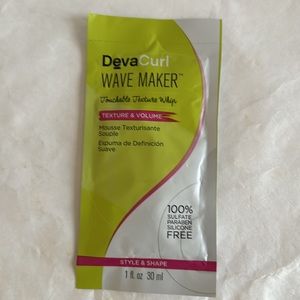 DevaCurl
WAVE MAKER™
Touchable Texture Whip
TEXTURE & VOLUME
Mousse Texturisante
Souple
Espuma de Definición
Suave
100%
SULFATE
PARABEN
SILICONE
FREE
STYLE & SHAPE
1 fl. oz 30 ml